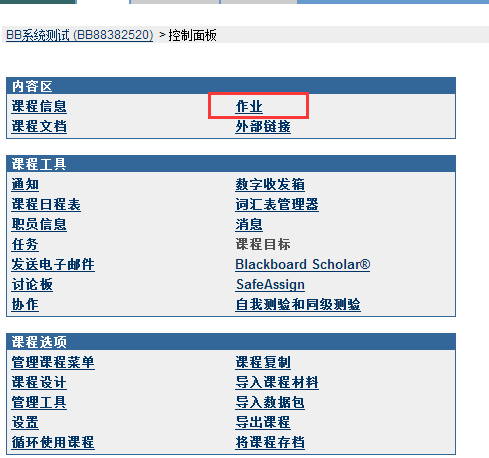 BB系统测试 (BB88382520) > 控制面板
内容区
课程信息 作业
课程文档 外部链接
课程工具
通知 数字收发箱
课程日程表 词汇表管理器
职员信息 消息
任务 课程目标
发送电子邮件 Blackboard Scholar®
讨论板 SafeAssign
协作 自我测验和同级测验
课程选项
管理课程菜单 课程复制
课程设计 导入课程材料
管理工具 导入数据包
设置 导出课程
循环使用课程 将课程存档